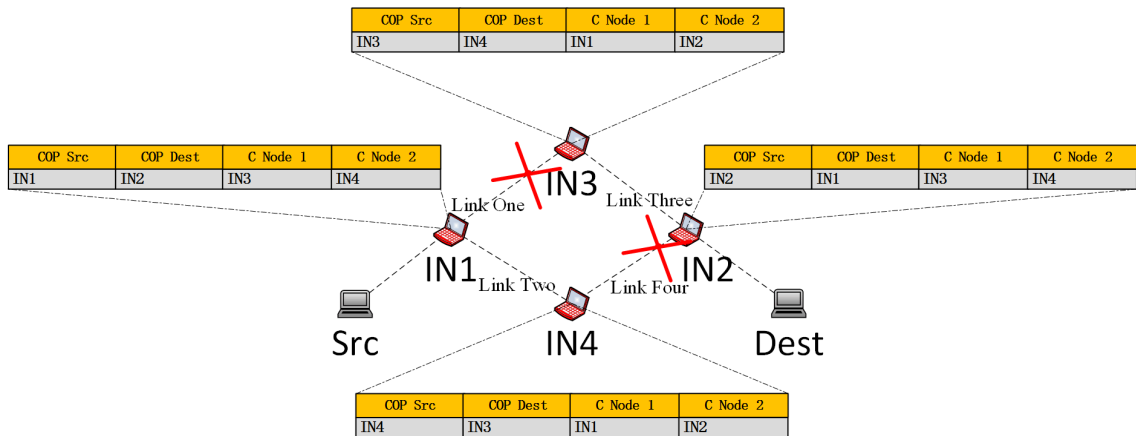 COP Src COP Dest C Node 1 C Node 2
IN3 IN4 IN1 IN2
COP Src COP Dest C Node 1 C Node 2
IN1 IN2 IN3 IN4
COP Src COP Dest C Node 1 C Node 2
IN2 IN1 IN3 IN4
IN3
Link One
Link Three
IN1
IN2
Link Two
Link Four
Src
IN4
Dest
COP Src COP Dest C Node 1 C Node 2
IN4 IN3 IN1 IN2